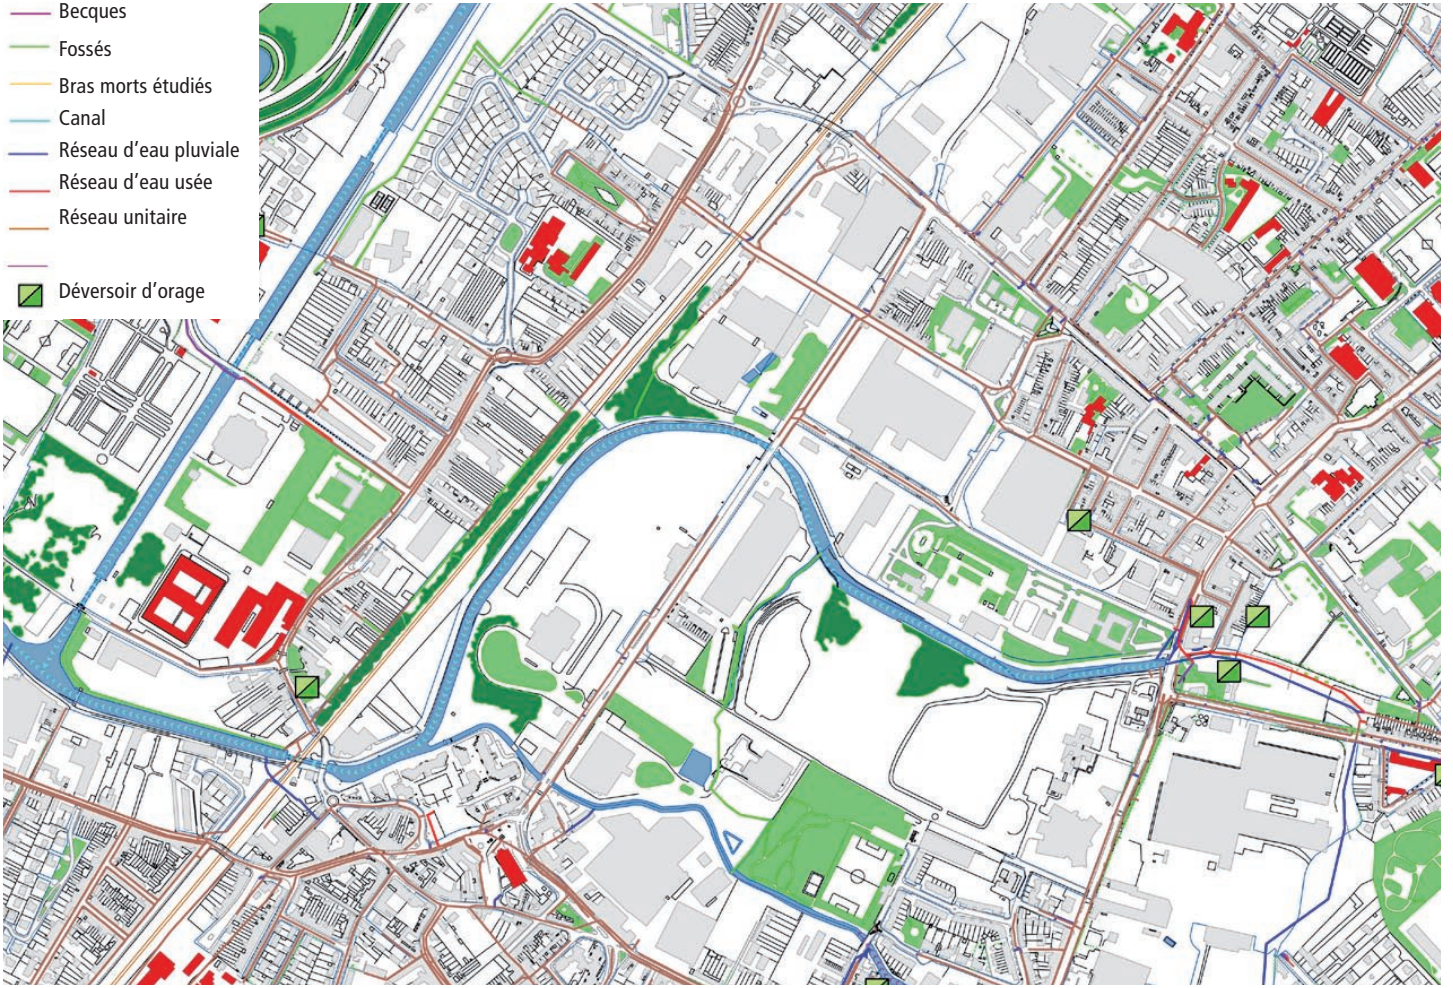 Becques
Fossés
Bras morts étudiés
Canal
Réseau d'eau pluviale
Réseau d'eau usée
Réseau unitaire
Déversoir d'orage